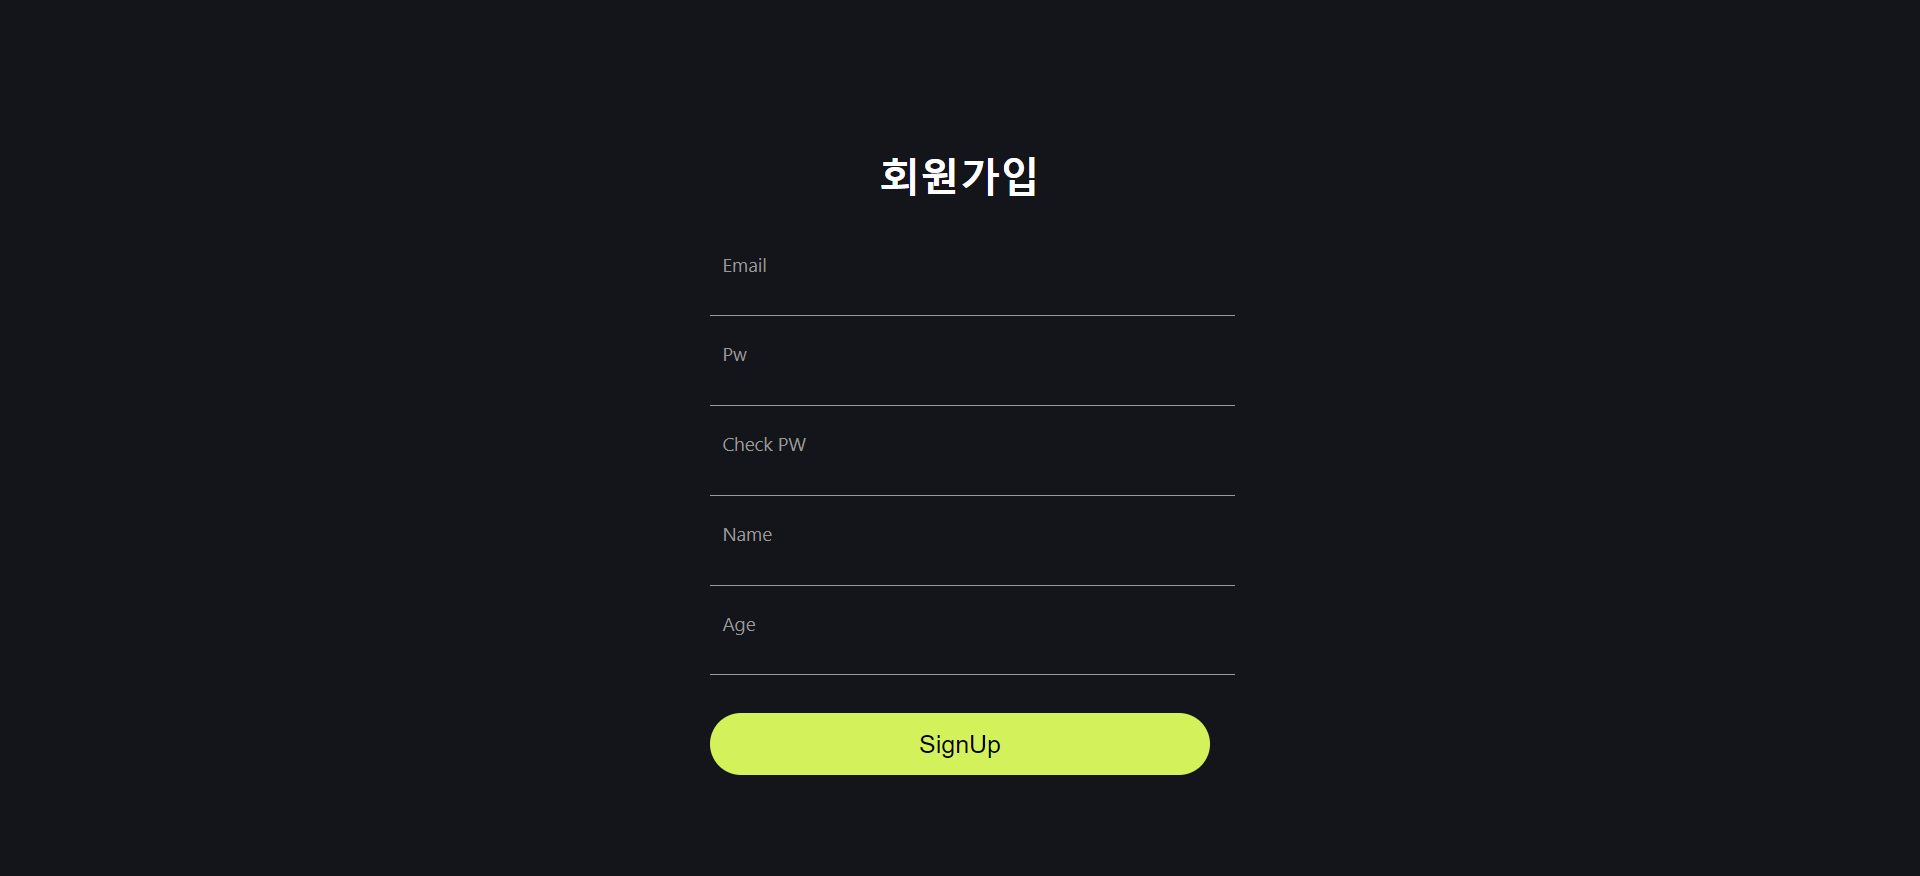 회원가입
Email
Pw
Check PW
Name
Age
SignUp